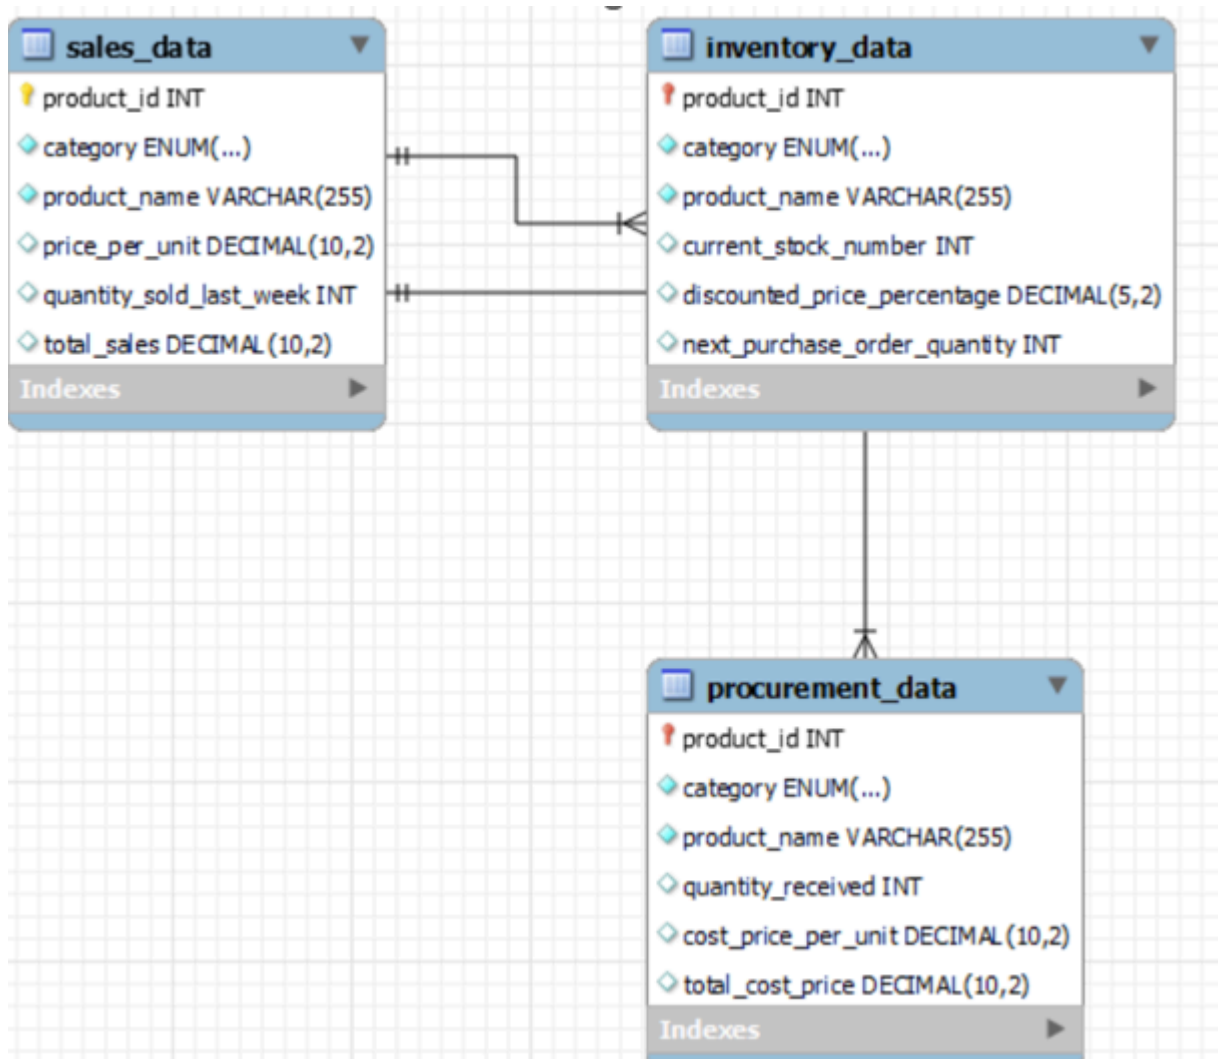 sales_data
product_id INT
category ENUM(...)
product_name VARCHAR(255)
price_per_unit DECIMAL(10,2)
quantity_sold_last_week INT
total_sales DECIMAL(10,2)
Indexes
inventory_data
product_id INT
category ENUM(...)
product_name VARCHAR(255)
current_stock_number INT
discounted_price_percentage DECIMAL(5,2)
next_purchase_order_quantity INT
Indexes
procurement_data
product_id INT
category ENUM(...)
product_name VARCHAR(255)
quantity_received INT
cost_price_per_unit DECIMAL(10,2)
total_cost_price DECIMAL(10,2)
Indexes